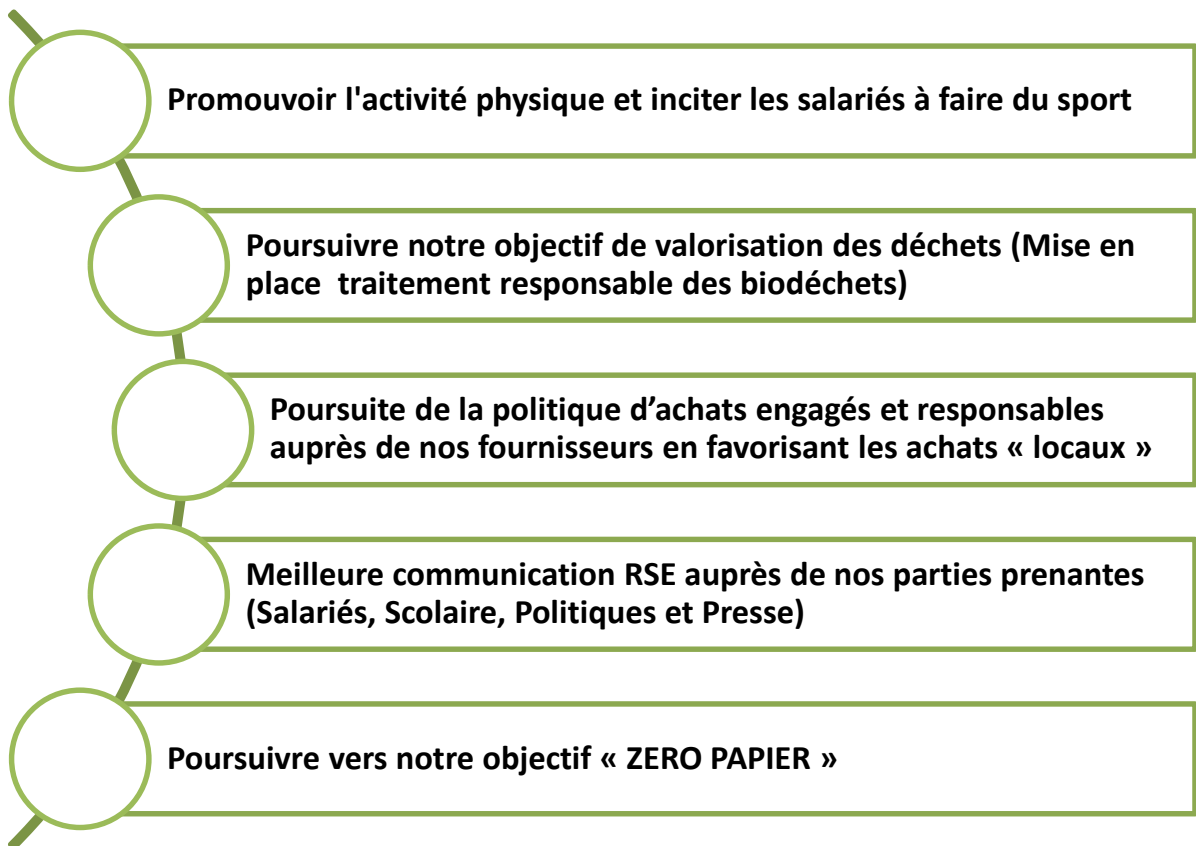 Promouvoir l'activité physique et inciter les salariés à faire du sport
Poursuivre notre objectif de valorisation des déchets (Mise en
place  traitement responsable des biodéchets)
Poursuite de la politique d’achats engagés et responsables
auprès de nos fournisseurs en favorisant les achats « locaux »
Meilleure communication RSE auprès de nos parties prenantes
(Salariés, Scolaire, Politiques et Presse)
Poursuivre vers notre objectif « ZERO PAPIER »